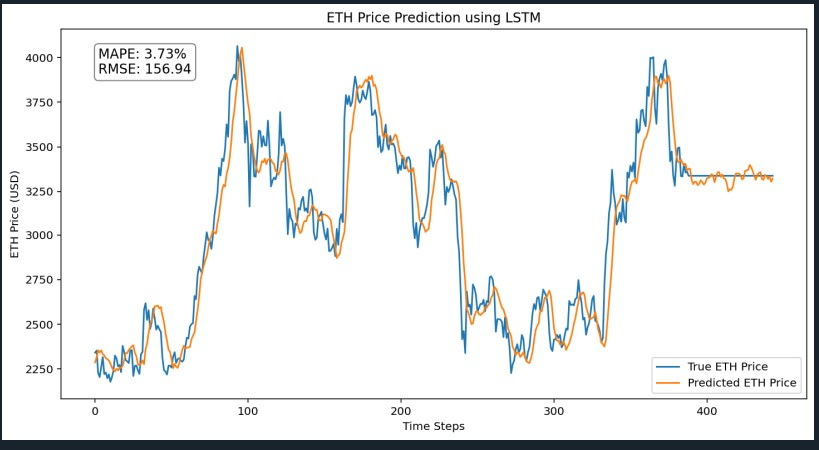 ETH Price Prediction using LSTM
MAPE: 3.73%
RMSE: 156.94
ETH Price (USD)
4000
3750
3500
3250
3000
2750
2500
2250
0 100 200 300 400
Time Steps
True ETH Price
Predicted ETH Price